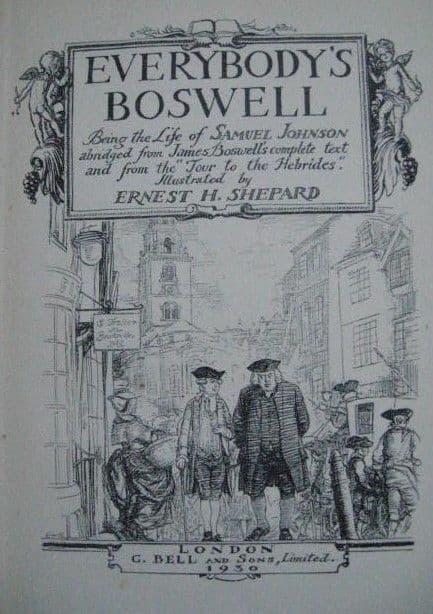 EVERYBODY'S
BOSWELL
Being the Life of SAMUEL JOHNSON
abridged from James Boswell's complete text
and from the "Tour to the Hebrides".
Illustrated by
ERNEST H. SHEPARD
LONDON
G. BELL AND SONS, Limited.
1930